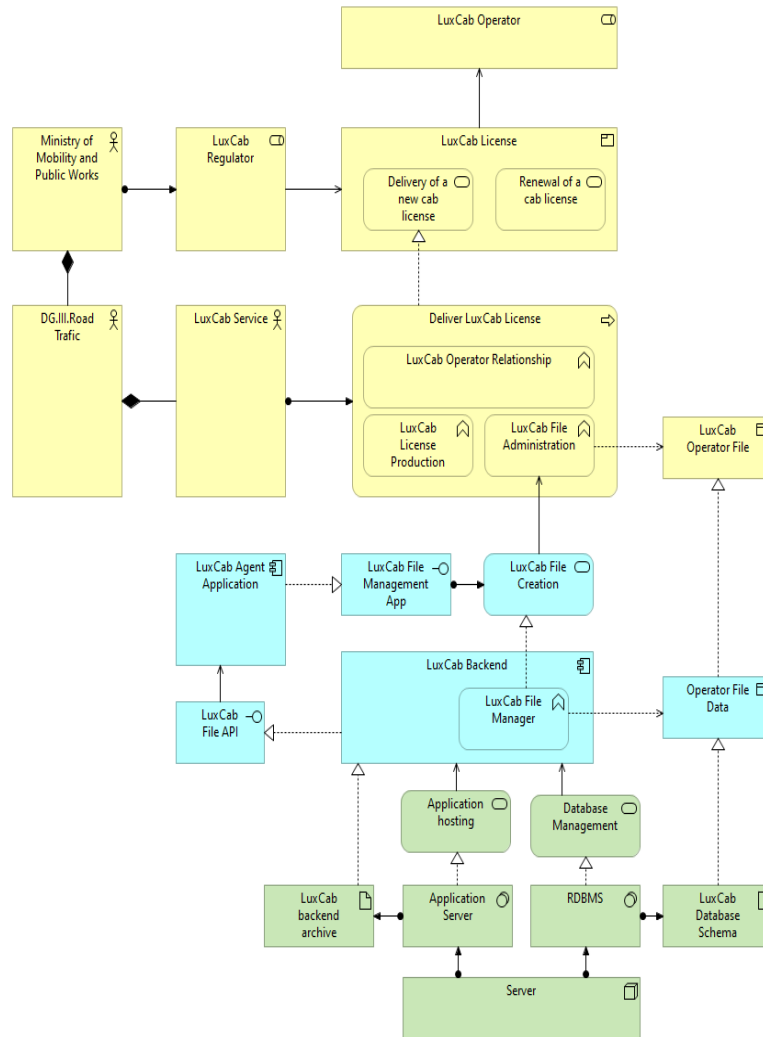 LuxCab Operator
Ministry of
Mobility and
Public Works
LuxCab
Regulator
LuxCab License
Delivery of a
new cab
license
Renewal of a
cab license
DG.III.Road
Trafic
LuxCab Service
Deliver LuxCab License
LuxCab Operator Relationship
LuxCab
License
Production
LuxCab File
Administration
LuxCab
Operator File
LuxCab Agent
Application
LuxCab File
Management
App
LuxCab File
Creation
LuxCab
File API
LuxCab Backend
LuxCab File
Manager
Operator File
Data
Application
hosting
Database
Management
LuxCab
backend
archive
Application
Server
RDBMS
LuxCab
Database
Schema
Server